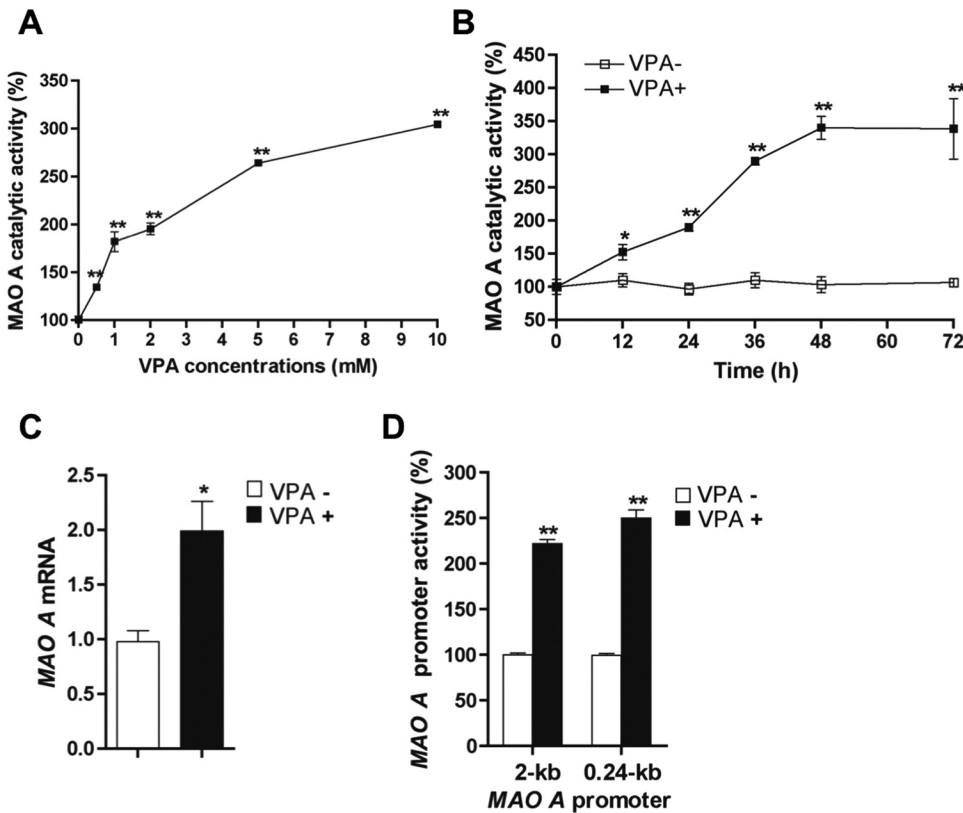 A
MAO A catalytic activity (%)
350
300
250
200
150
100
**
**
**
**
**
0 1 2 3 4 5 6 7 8 9 10
VPA concentrations (mM)
B
MAO A catalytic activity (%)
VPA-
VPA+
450
400
350
300
250
200
150
100
50
*
**
**
**
**
0 12 24 36 48 60 72
Time (h)
C
MAO A mRNA
2.5
2.0
1.5
1.0
0.5
0.0
*
VPA -
VPA +
D
MAO A promoter activity (%)
300
250
200
150
100
50
0
**
**
VPA -
VPA +
2-kb 0.24-kb
MAO A promoter